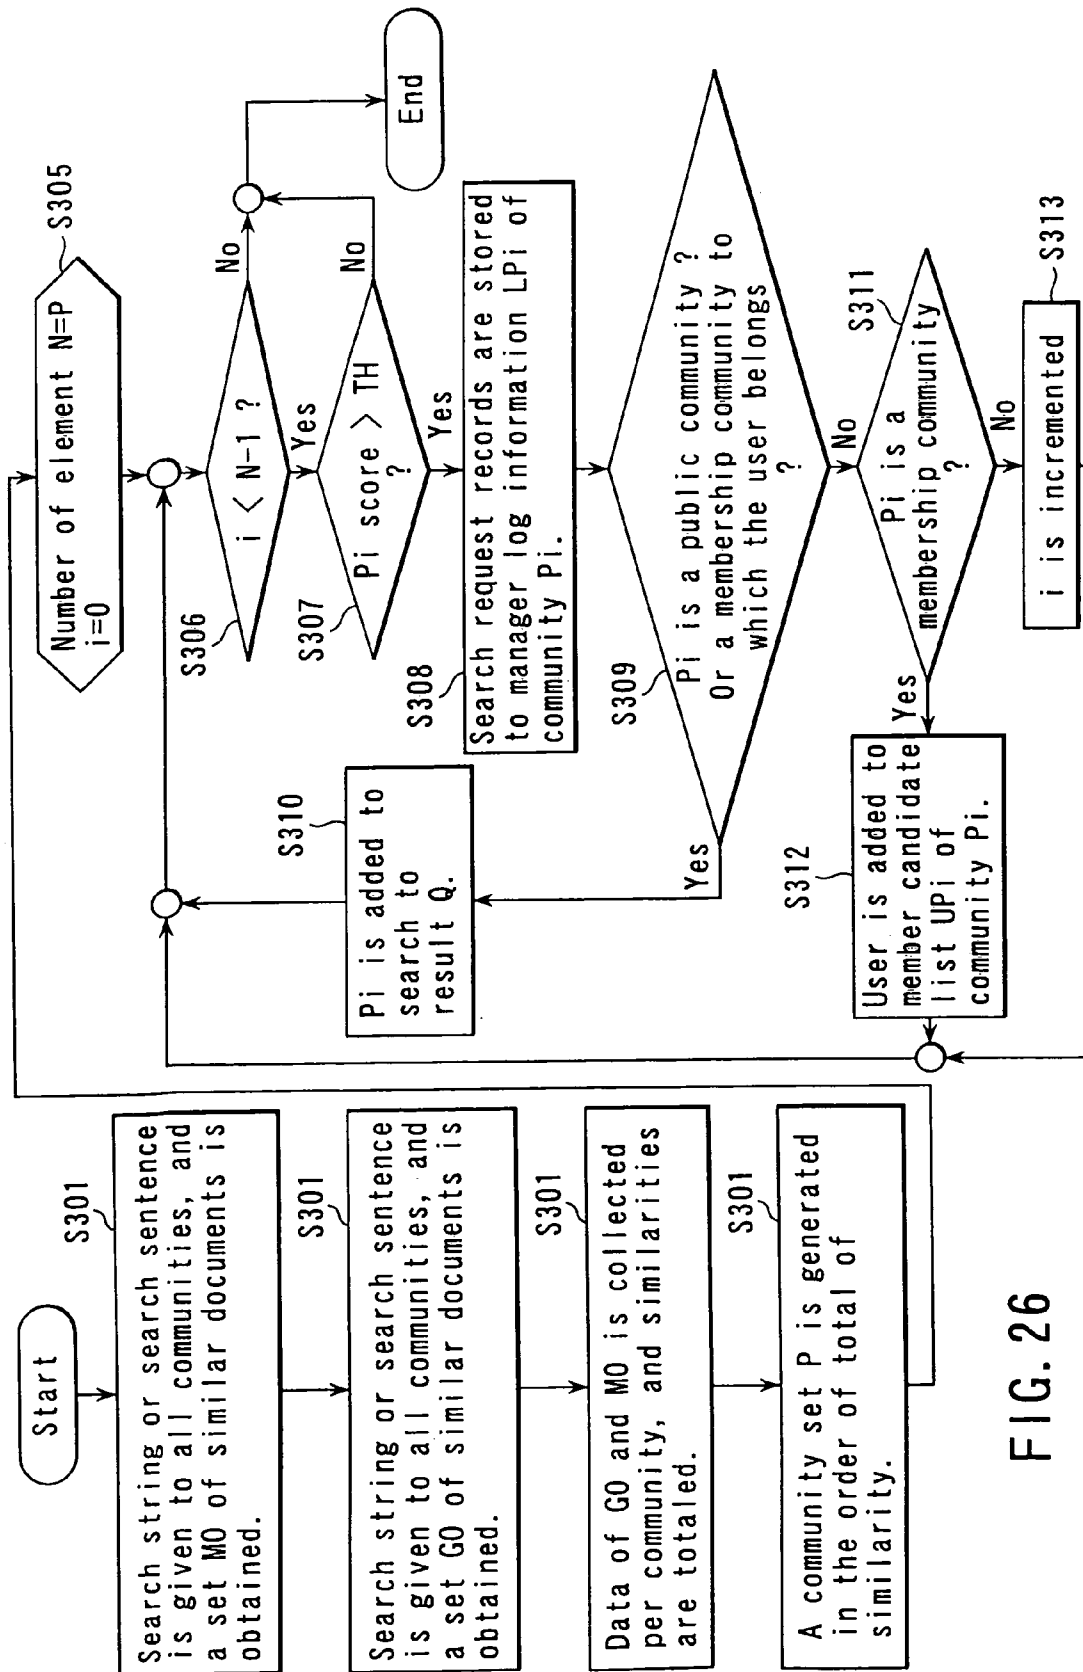 Start
S301
Search string or search sentence
is given to all communities, and
a set MO of similar documents is
obtained.
S301
Search string or search sentence
is given to all communities, and
a set GO of similar documents is
obtained.
S301
Data of GO and MO is collected
per community, and similarities
are totaled.
S301
A community set P is generated
in the order of total of
similarity.
S305
Number of element N=P
i=0
S306
i < N-1 ?
No
Yes
End
S307
Pi score > TH
?
No
Yes
S308
Search request records are stored
to manager log information LPi of
community Pi.
S309
Pi is a public community ?
Or a membership community to
which the user belongs
?
Yes
No
S310
Pi is added to
search to
result Q.
S311
Pi is a
membership community
?
Yes
No
S312
User is added to
member candidate
list UPi of
community Pi.
S313
i is incremented
FIG. 26